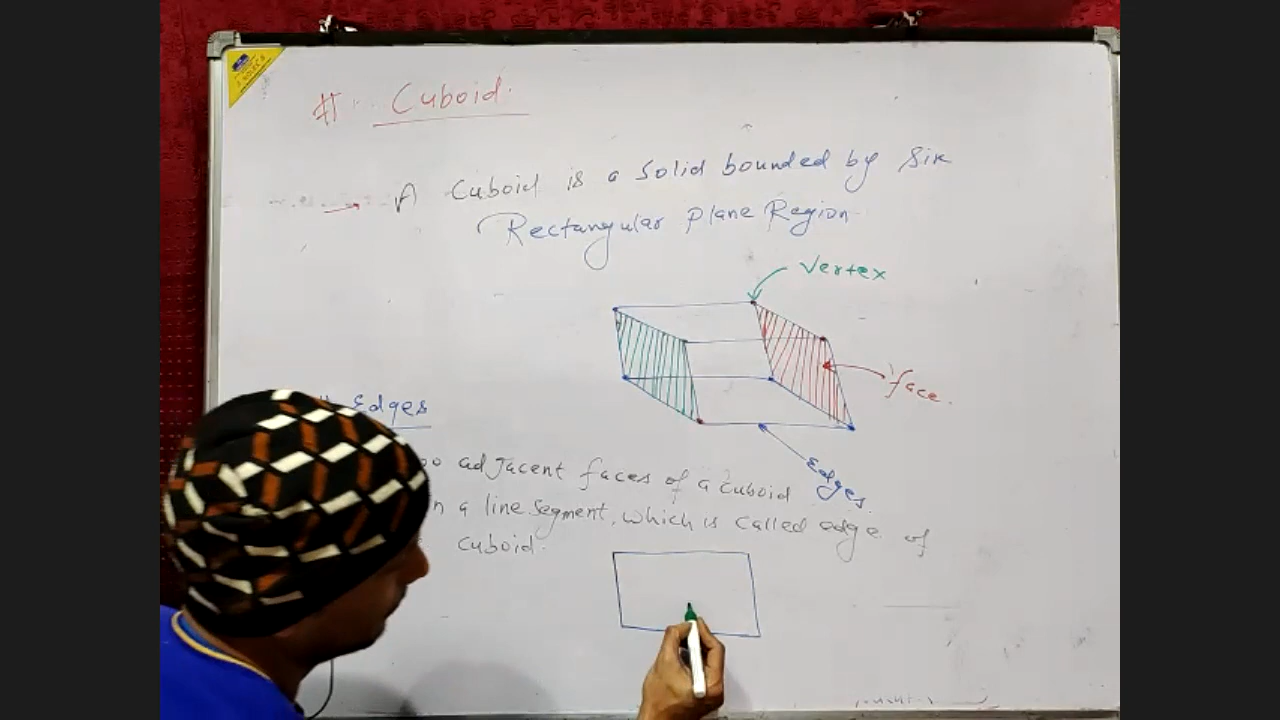 # Cuboid.
→ A Cuboid is a Solid bounded by Six
Rectangular Plane Region
Vertex
face.
Edges
# Edges
adjacent faces of a Cuboid
in a line segment, which is called edge of
Cuboid.